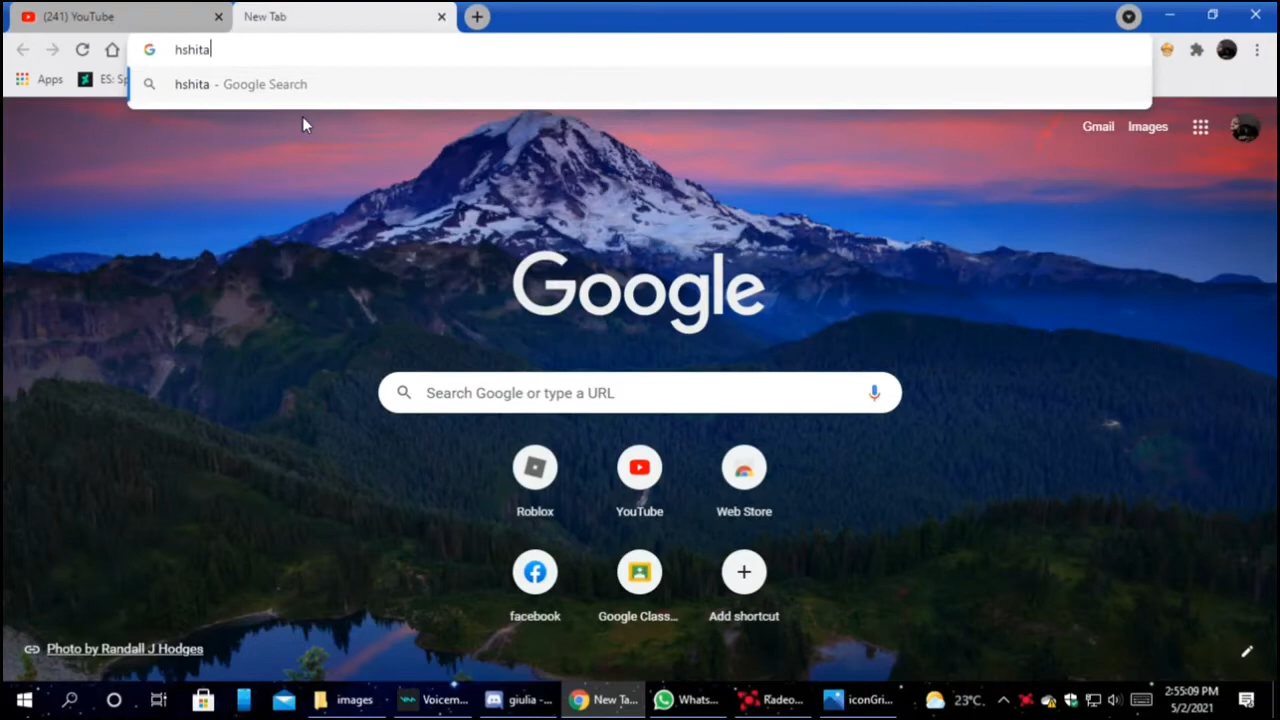 (241) YouTube
New Tab
hshita
hshita - Google Search
Apps
ES: Sp
Gmail
Images
Google
Search Google or type a URL
Roblox
YouTube
Web Store
facebook
Google Class...
Add shortcut
Photo by Randall J Hodges
images
Voicem...
giulia -...
New Ta...
Whats...
Radeo...
iconGri...
23°C
2:55:09 PM
5/2/2021